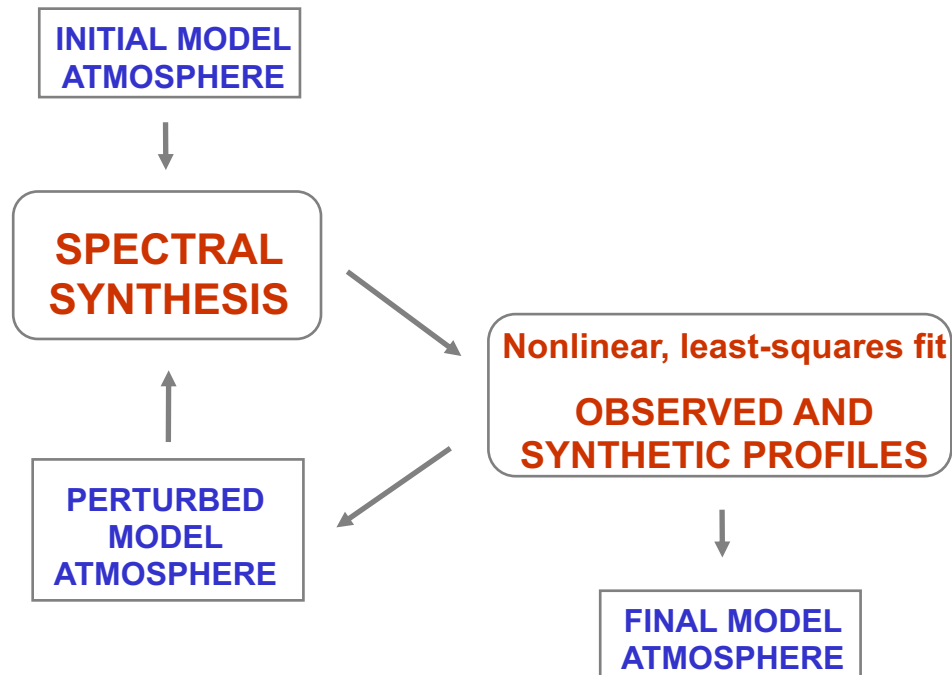 INITIAL MODEL
ATMOSPHERE
SPECTRAL
SYNTHESIS
Nonlinear, least-squares fit
OBSERVED AND
SYNTHETIC PROFILES
PERTURBED
MODEL
ATMOSPHERE
FINAL MODEL
ATMOSPHERE